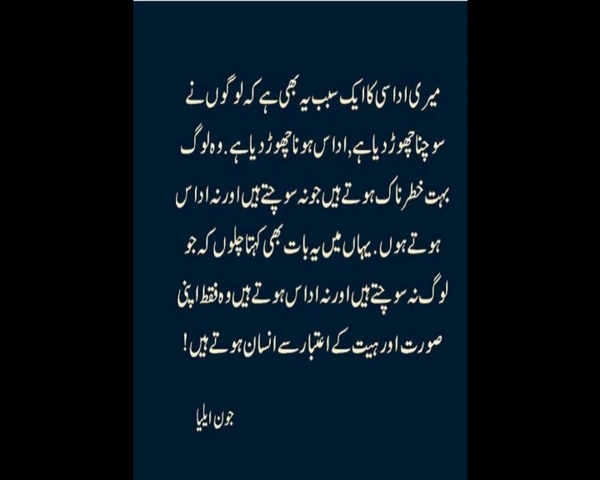 میری اداسی کا ایک سبب یہ بھی ہے کہ لوگوں نے
سوچنا چھوڑ دیا ہے, اداس ہونا چھوڑ دیا ہے. وہ لوگ
بہت خطرناک ہوتے ہیں جو نہ سوچتے ہیں اور نہ اداس
ہوتے ہوں. یہاں میں یہ بات بھی کہتا چلوں کہ جو
لوگ نہ سوچتے ہیں اور نہ اداس ہوتے ہیں وہ فقط اپنی
صورت اور ہیت کے اعتبار سے انسان ہوتے ہیں!
جون ایلیا